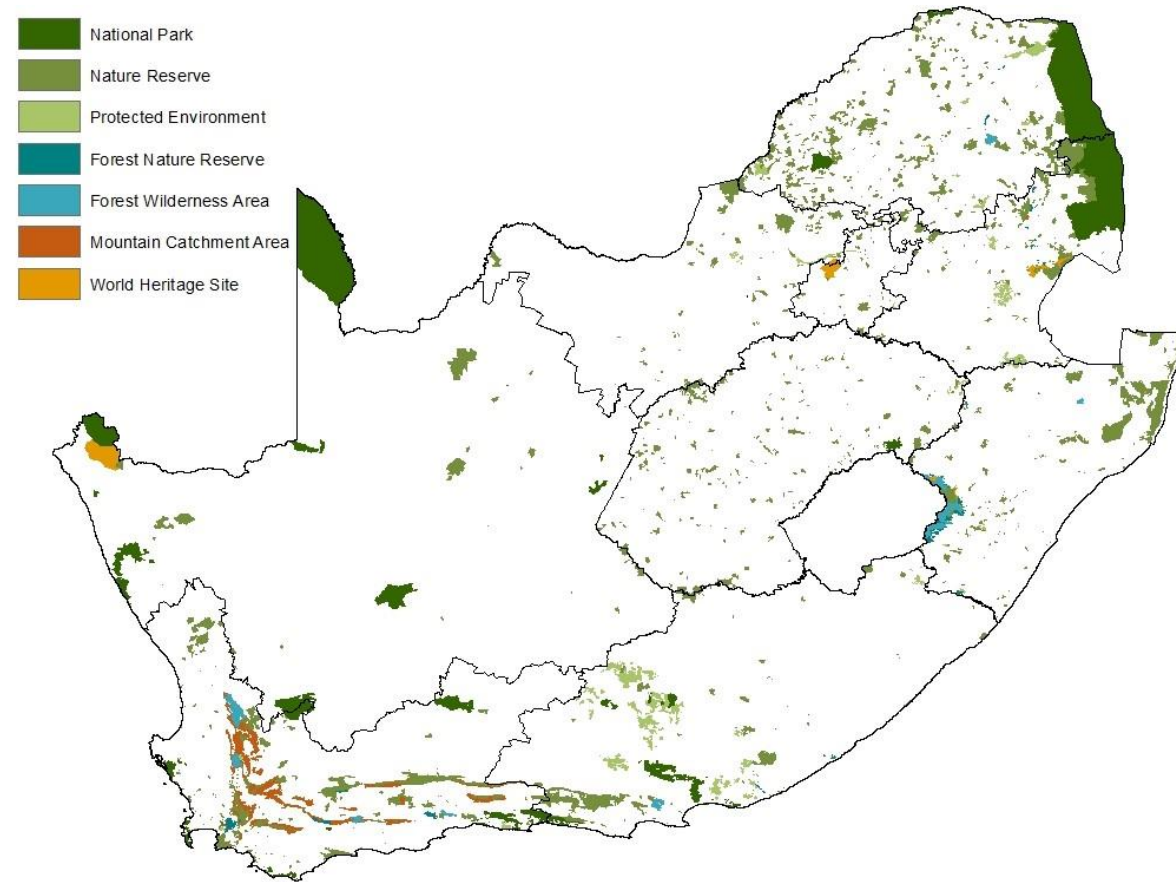 National Park
Nature Reserve
Protected Environment
Forest Nature Reserve
Forest Wilderness Area
Mountain Catchment Area
World Heritage Site